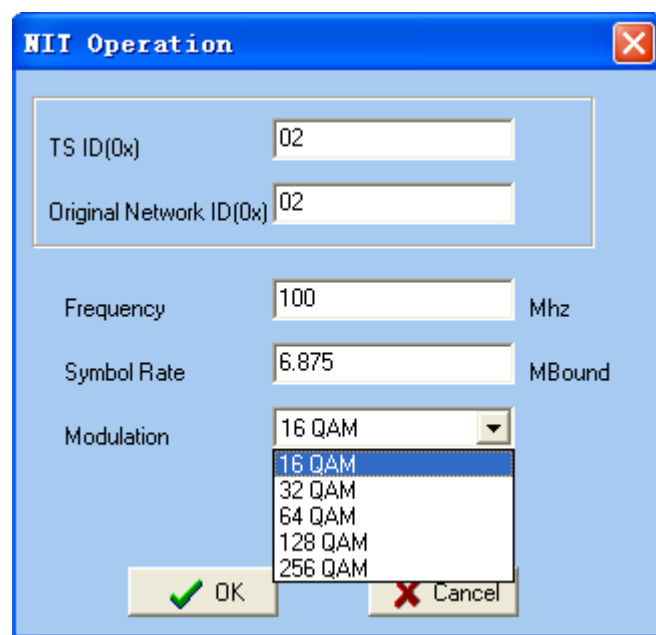 NIT Operation
TS ID(0x) 02
Original Network ID(0x) 02
Frequency 100 Mhz
Symbol Rate 6.875 MBound
Modulation 16 QAM
16 QAM
32 QAM
64 QAM
128 QAM
256 QAM
OK Cancel